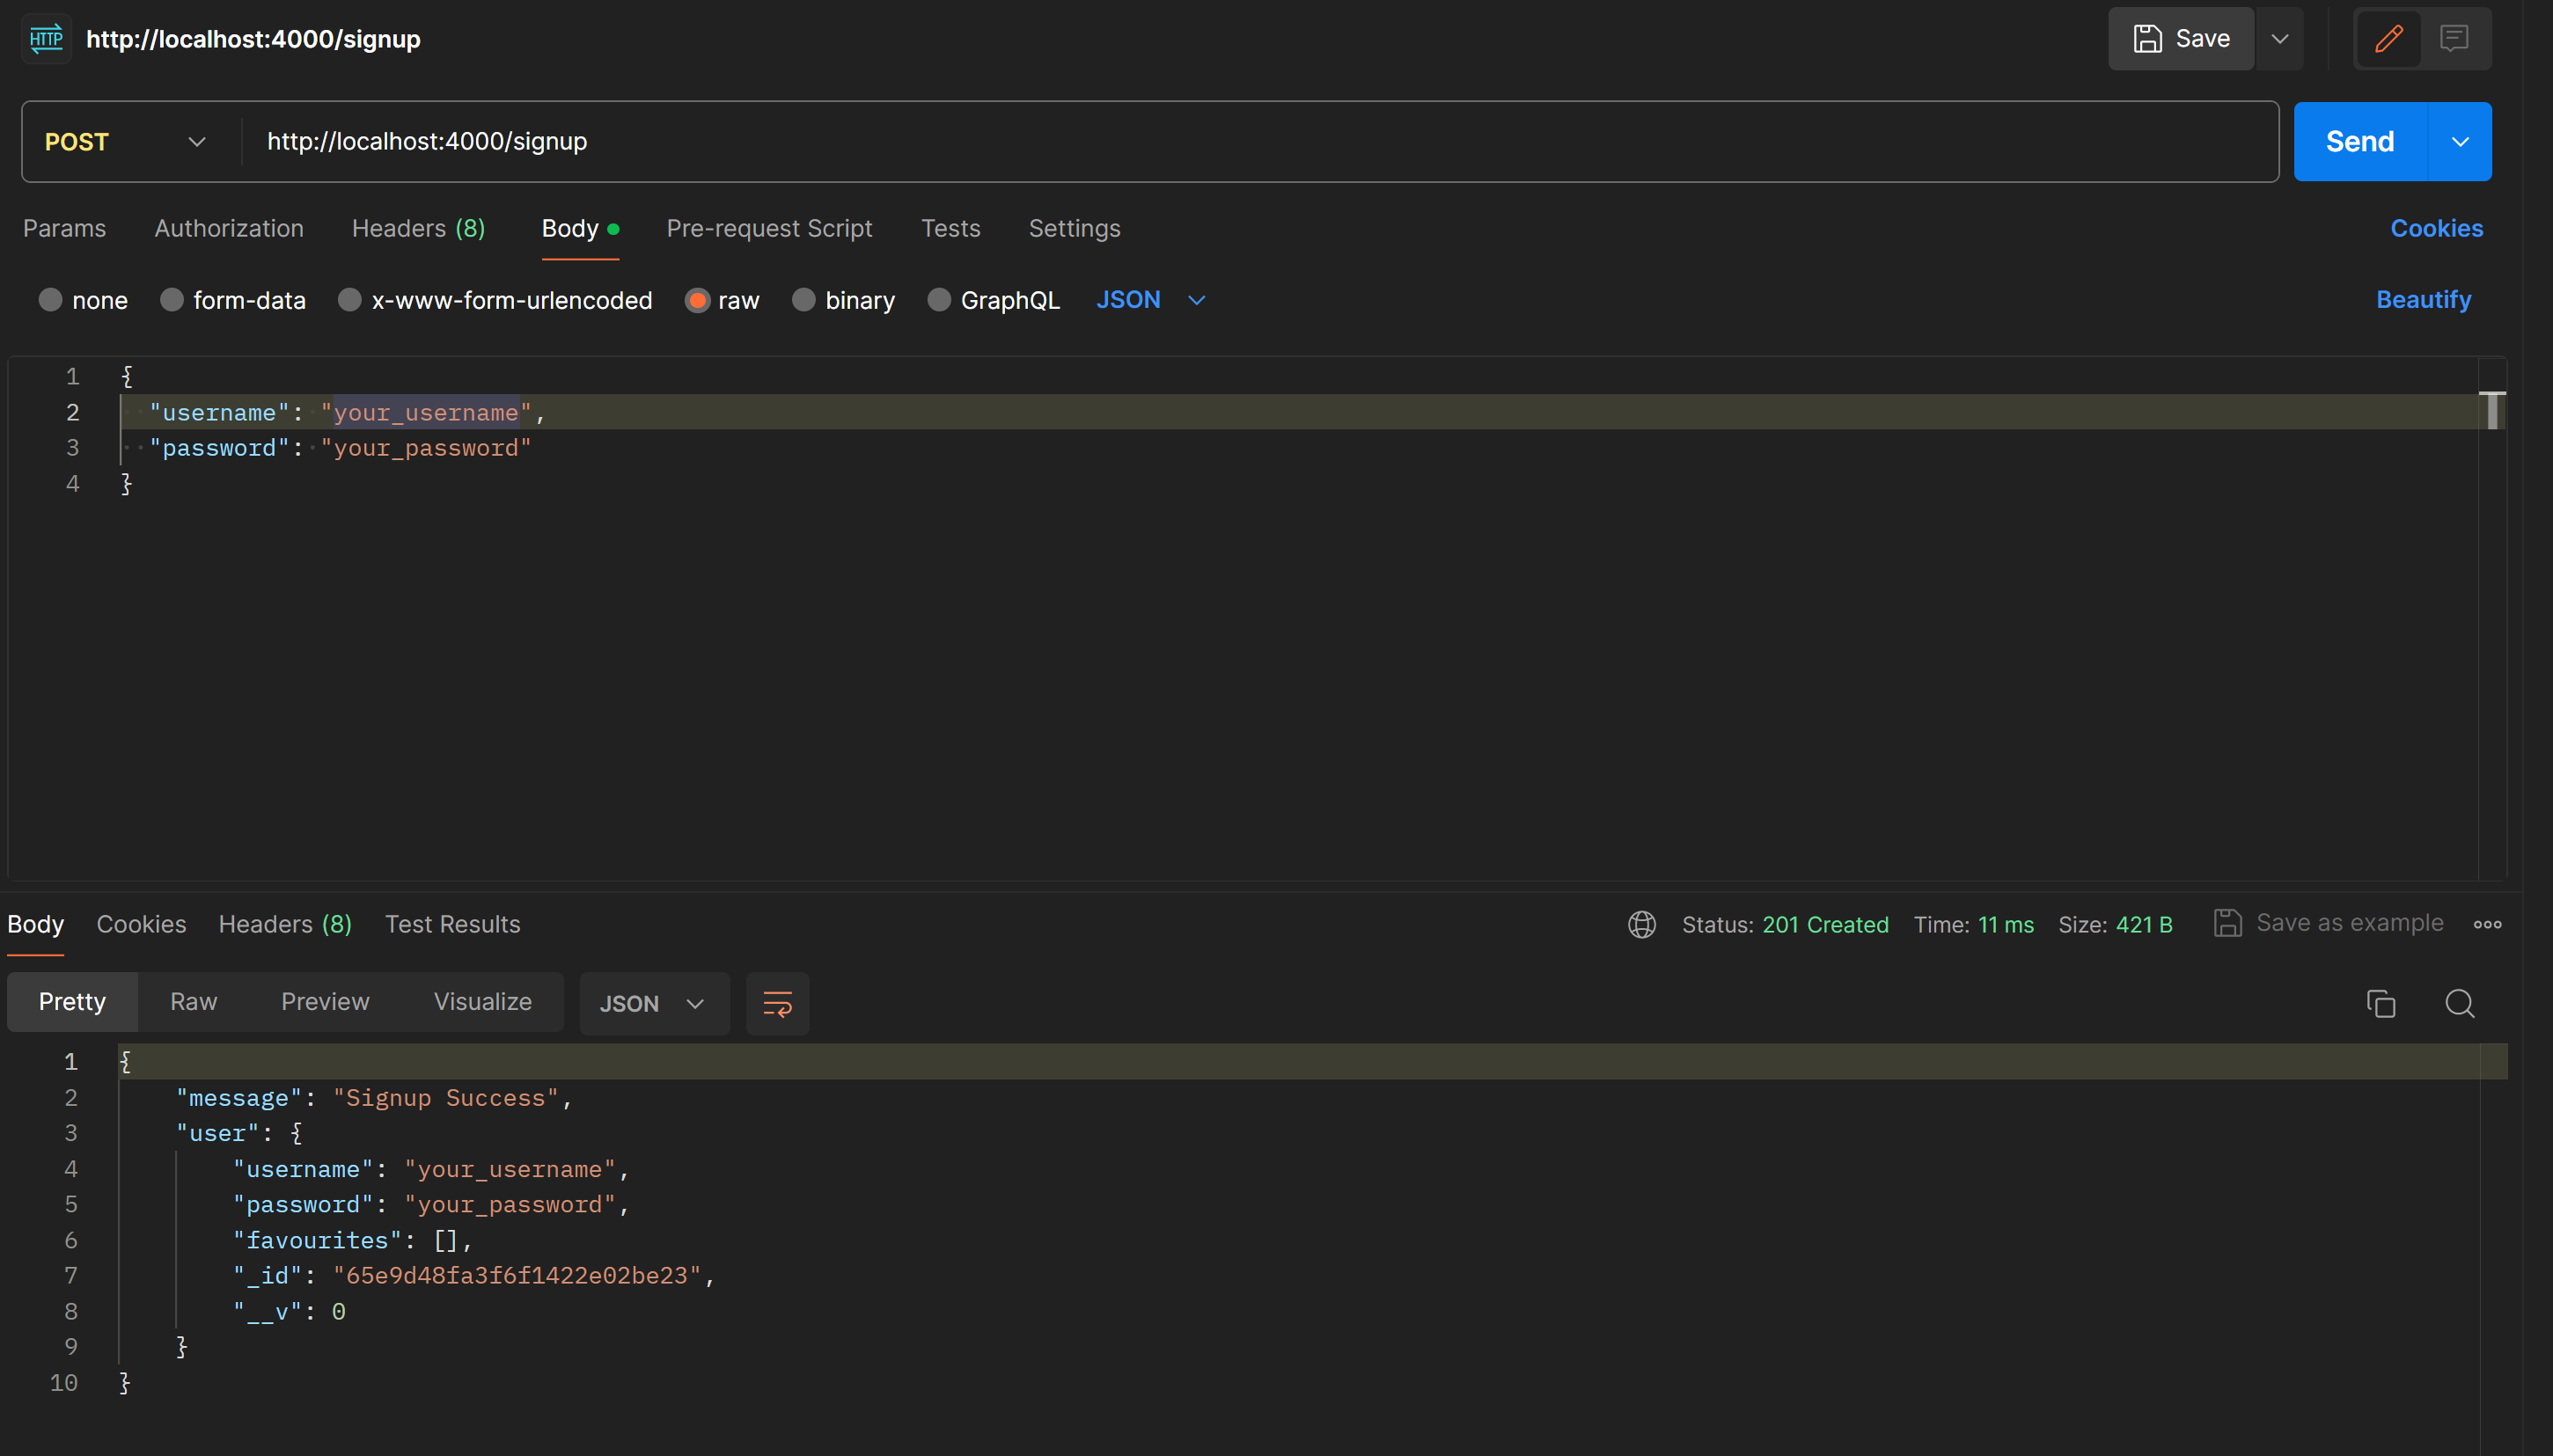 HTTP http://localhost:4000/signup Save
POST http://localhost:4000/signup Send
Params Authorization Headers (8) Body Pre-request Script Tests Settings Cookies
none form-data x-www-form-urlencoded raw binary GraphQL JSON Beautify
1 {
2 "username": "your_username",
3 "password": "your_password"
4 }
Body Cookies Headers (8) Test Results Status: 201 Created Time: 11 ms Size: 421 B Save as example
Pretty Raw Preview Visualize JSON
1 {
2 "message": "Signup Success",
3 "user": {
4 "username": "your_username",
5 "password": "your_password",
6 "favourites": [],
7 "_id": "65e9d48fa3f6f1422e02be23",
8 "__v": 0
9 }
10 }